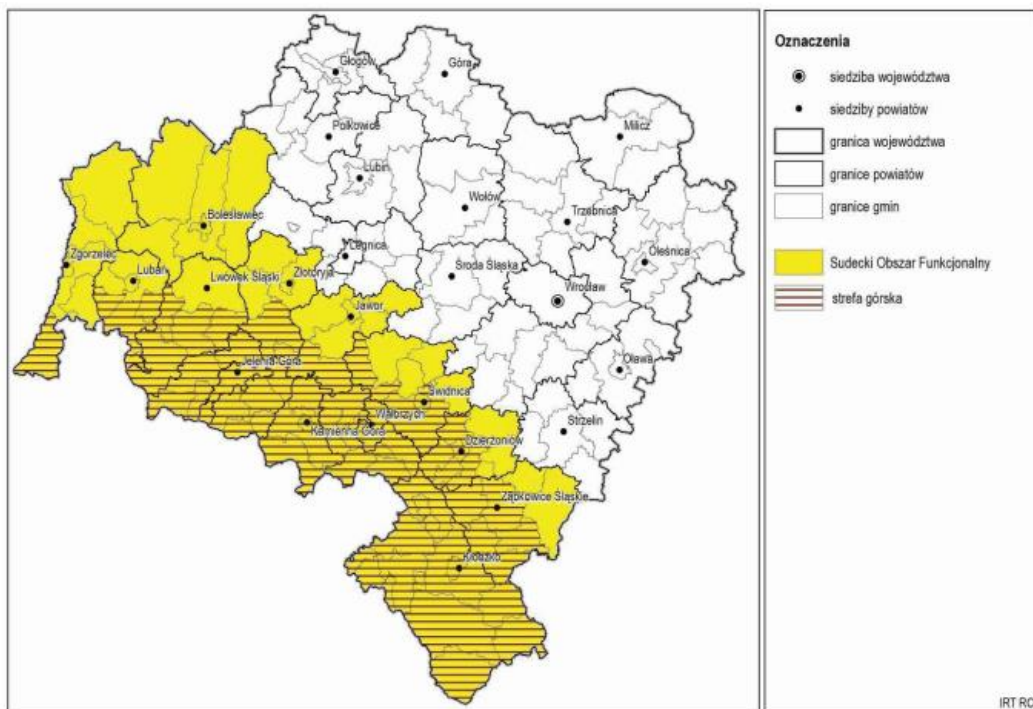 Głogów
Góra
Polkowice
Milicz
Lubin
Wołów
Trzebnica
Bolesławiec
Legnica
Oleśnica
Zgorzelec
Lubań
Lwówek Śląski
Złotoryja
Środa Śląska
Wrocław
Jawor
Jelenia Góra
Oława
Świdnica
Wałbrzych
Kamienna Góra
Strzelin
Dzierżoniów
Ząbkowice Śląskie
Kłodzko
Oznaczenia
siedziba województwa
siedziby powiatów
granica województwa
granice powiatów
granice gmin
Sudecki Obszar Funkcjonalny
strefa górska